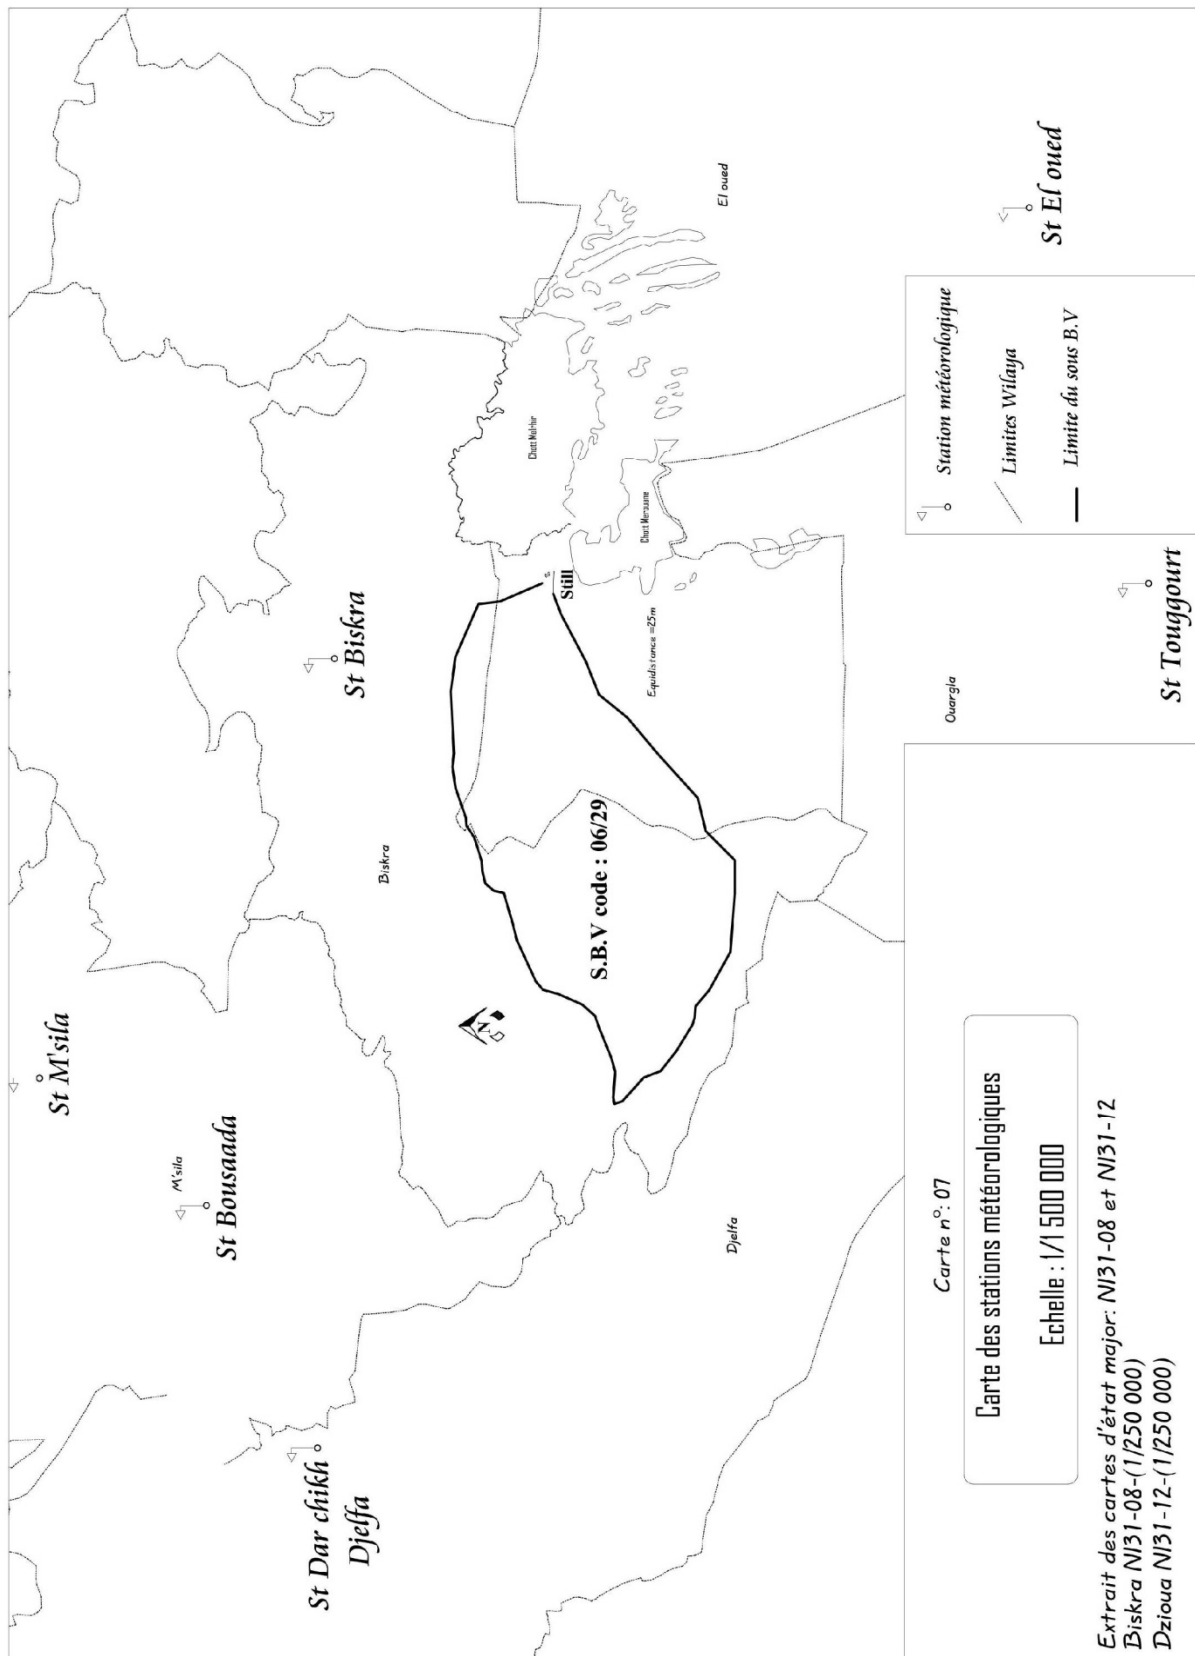 St M'sila
M'sila
St Bousaada
St Dar chikh
Djelfa
St Biskra
Biskra
N
S.B.V code : 06/29
Still
Chott Melrhir
Chott Merouane
Equidistance =25m
El oued
St El oued
Djelfa
Ouargla
St Touggourt
Station météorologique
Limites Wilaya
Limite du sous B.V
Carte n°: 07
Carte des stations météorologiques
Echelle : 1/1 500 000
Extrait des cartes d'état major: NI31-08 et NI31-12
Biskra NI31-08-(1/250 000)
Dzioua NI31-12-(1/250 000)